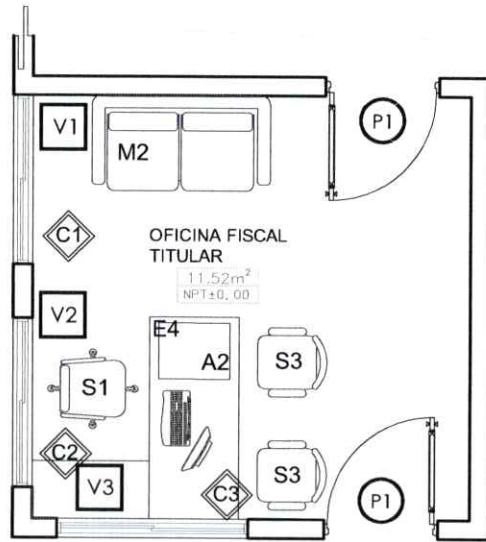 V1
M2
P1
C1
OFICINA FISCAL
TITULAR
11.52m²
NPT±0.00
V2
E4
A2
S3
S1
C2
V3
C3
S3
P1